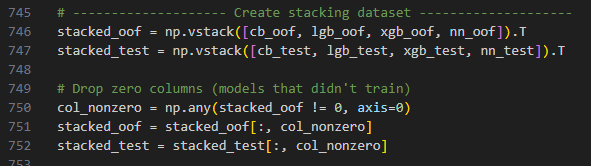 745 # -------------------- Create stacking dataset --------------------
746 stacked_oof = np.vstack([cb_oof, lgb_oof, xgb_oof, nn_oof]).T
747 stacked_test = np.vstack([cb_test, lgb_test, xgb_test, nn_test]).T
748
749 # Drop zero columns (models that didn't train)
750 col_nonzero = np.any(stacked_oof != 0, axis=0)
751 stacked_oof = stacked_oof[:, col_nonzero]
752 stacked_test = stacked_test[:, col_nonzero]
753